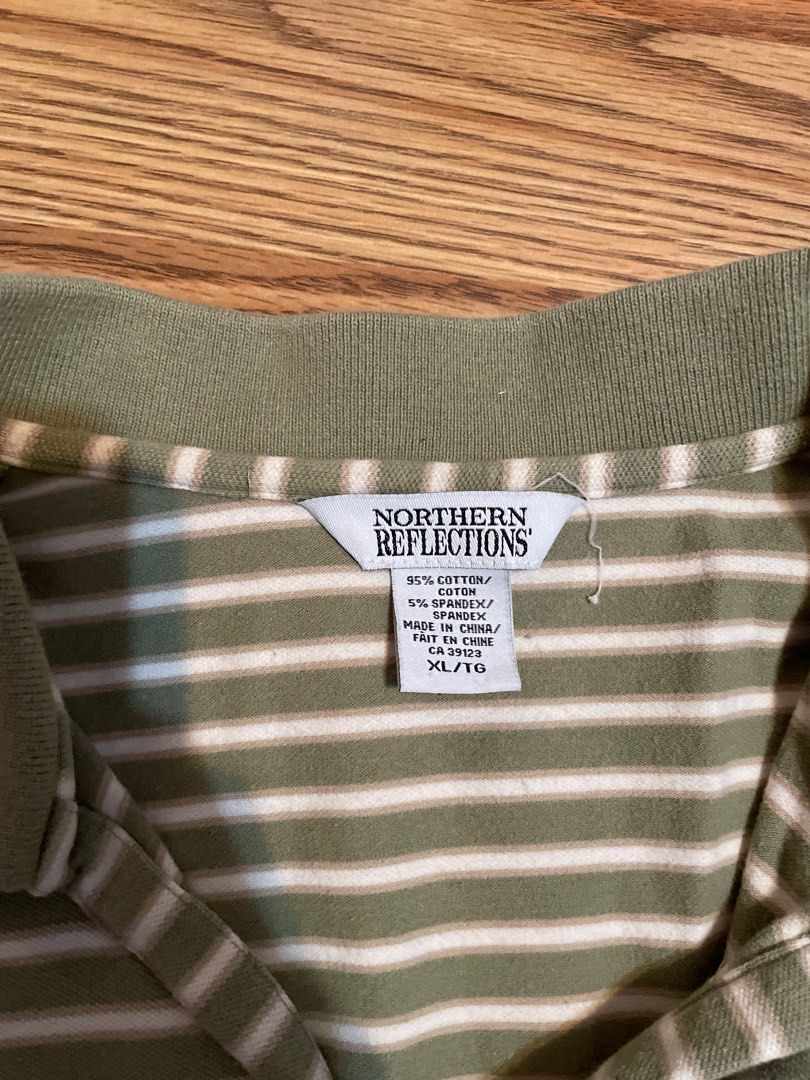 NORTHERN
REFLECTIONS'
95% COTTON/
COTON
5% SPANDEX/
SPANDEX
MADE IN CHINA/
FAIT EN CHINE
CA 39123
XL/TG